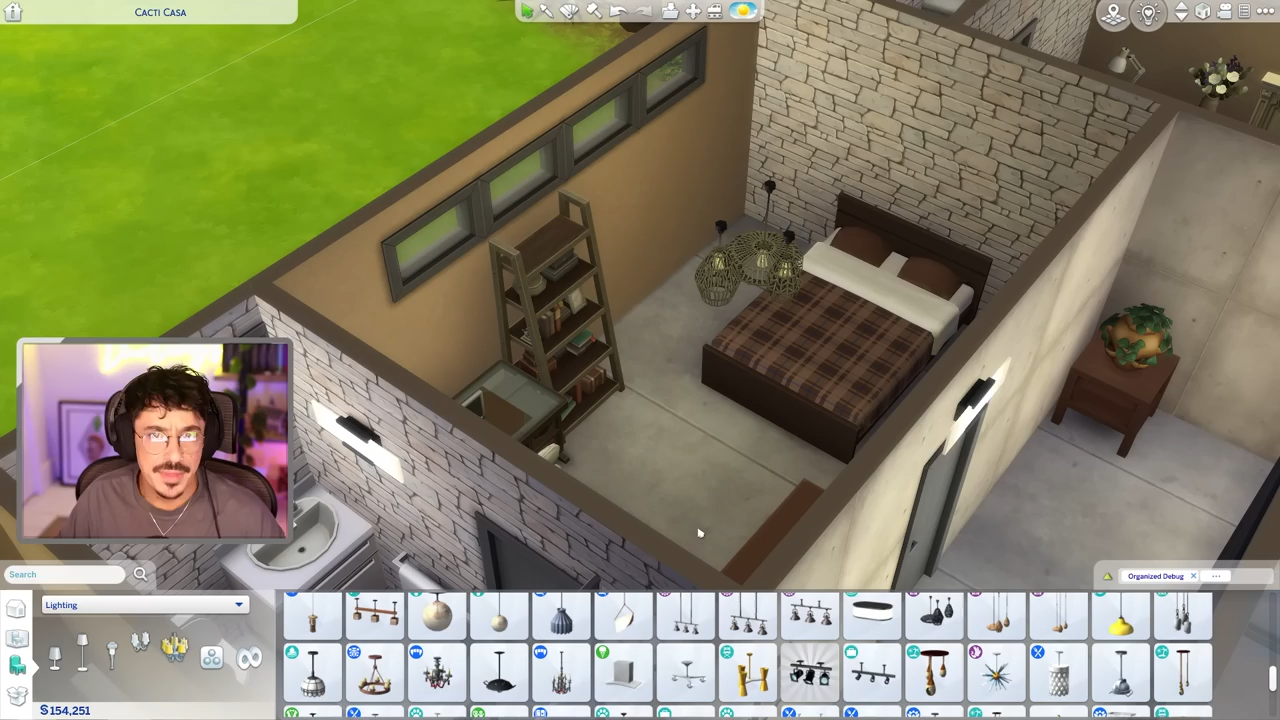 Cacti Casa
Search
Organized Debug
Lighting
$154,251